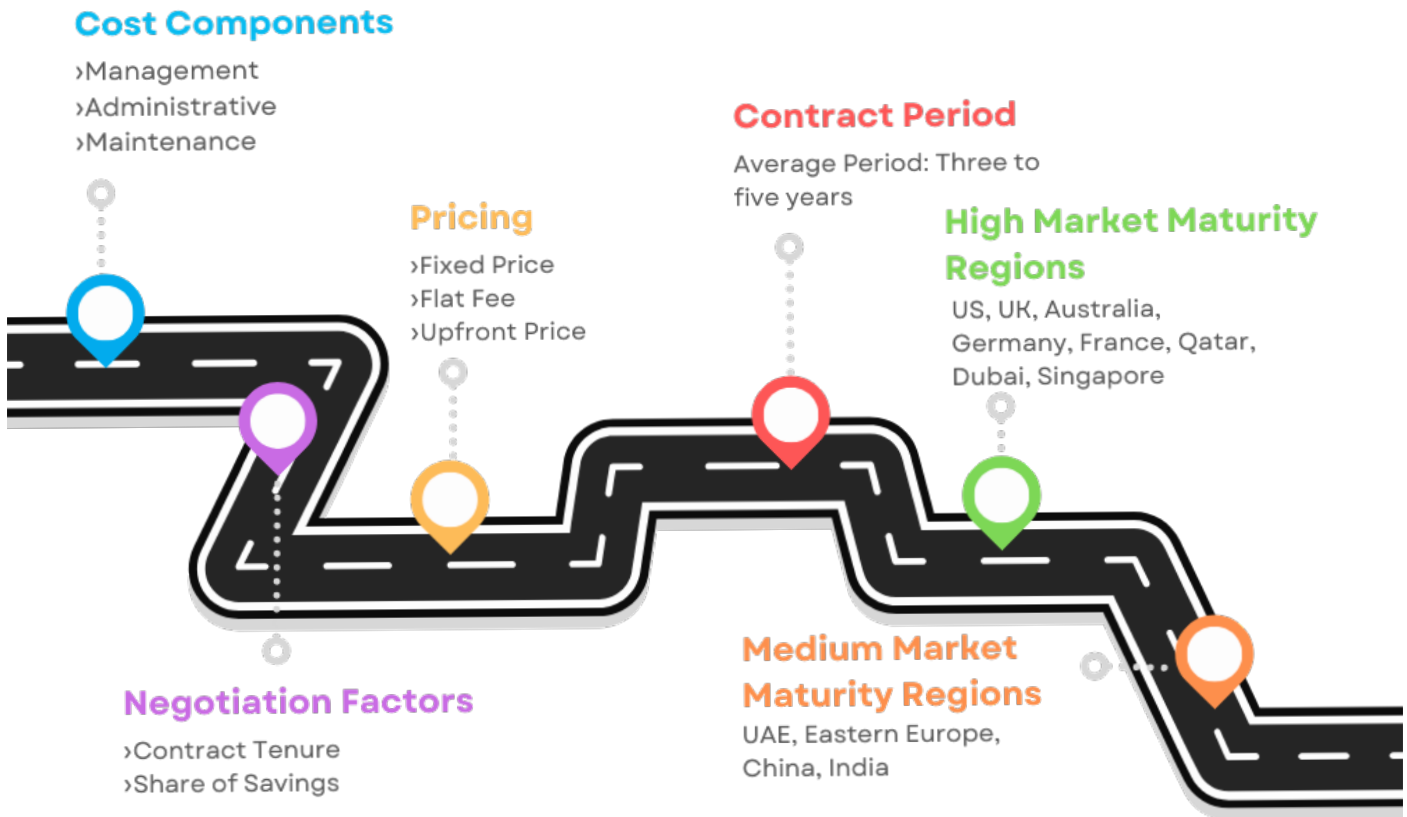 Cost Components
›Management
›Administrative
›Maintenance
Negotiation Factors
›Contract Tenure
›Share of Savings
Pricing
›Fixed Price
›Flat Fee
›Upfront Price
Contract Period
Average Period: Three to
five years
High Market Maturity
Regions
US, UK, Australia,
Germany, France, Qatar,
Dubai, Singapore
Medium Market
Maturity Regions
UAE, Eastern Europe,
China, India